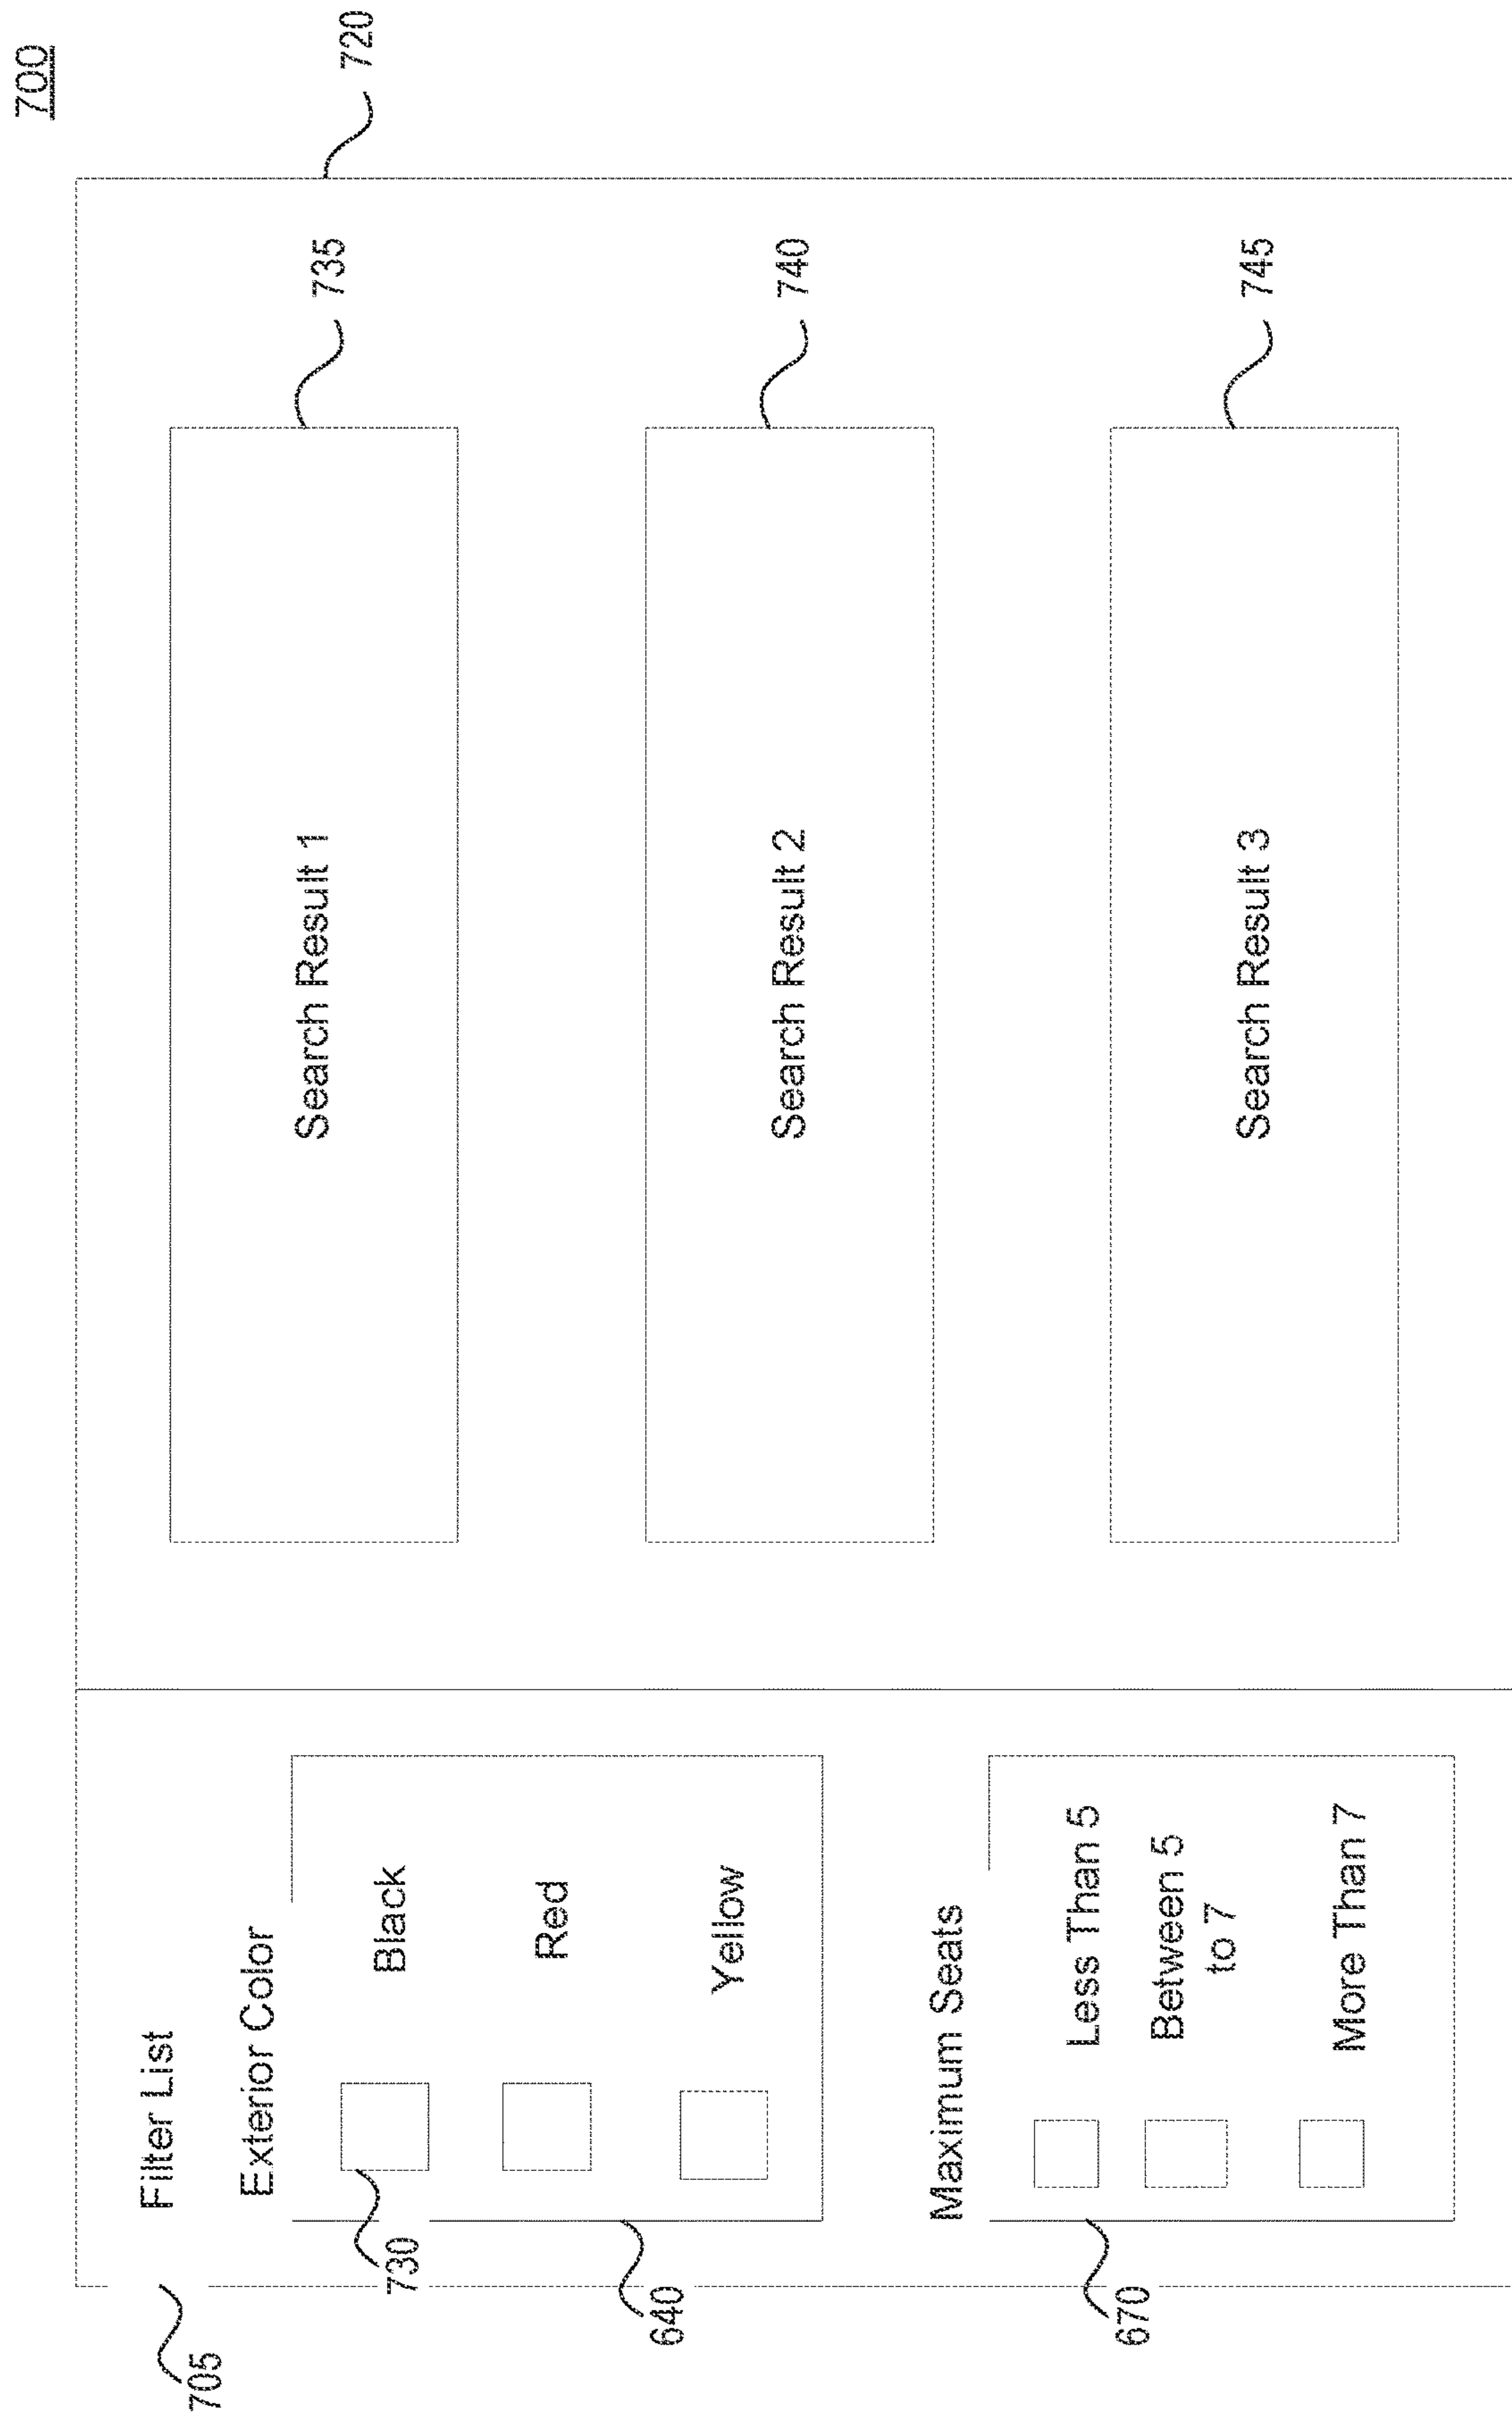 700
720
705
Filter List
Exterior Color
730
Black
Red
640
Yellow
Maximum Seats
670
Less Than 5
Between 5
to 7
More Than 7
Search Result 1
735
Search Result 2
740
Search Result 3
745